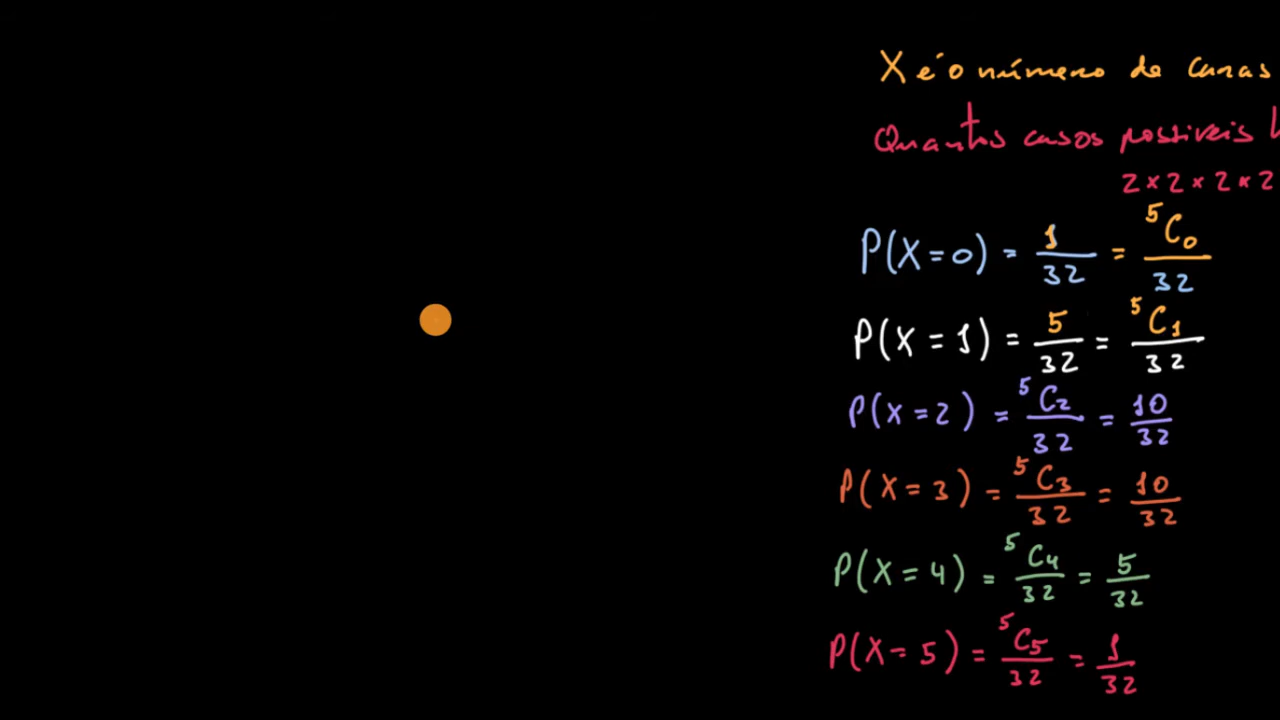 X é o número de caras
Quantos casos possíveis
2 × 2 × 2 × 2
P(X = 0) = 1/32 = ⁵C₀/32
P(X = 1) = 5/32 = ⁵C₁/32
P(X = 2) = ⁵C₂/32 = 10/32
P(X = 3) = ⁵C₃/32 = 10/32
P(X = 4) = ⁵C₄/32 = 5/32
P(X = 5) = ⁵C₅/32 = 1/32